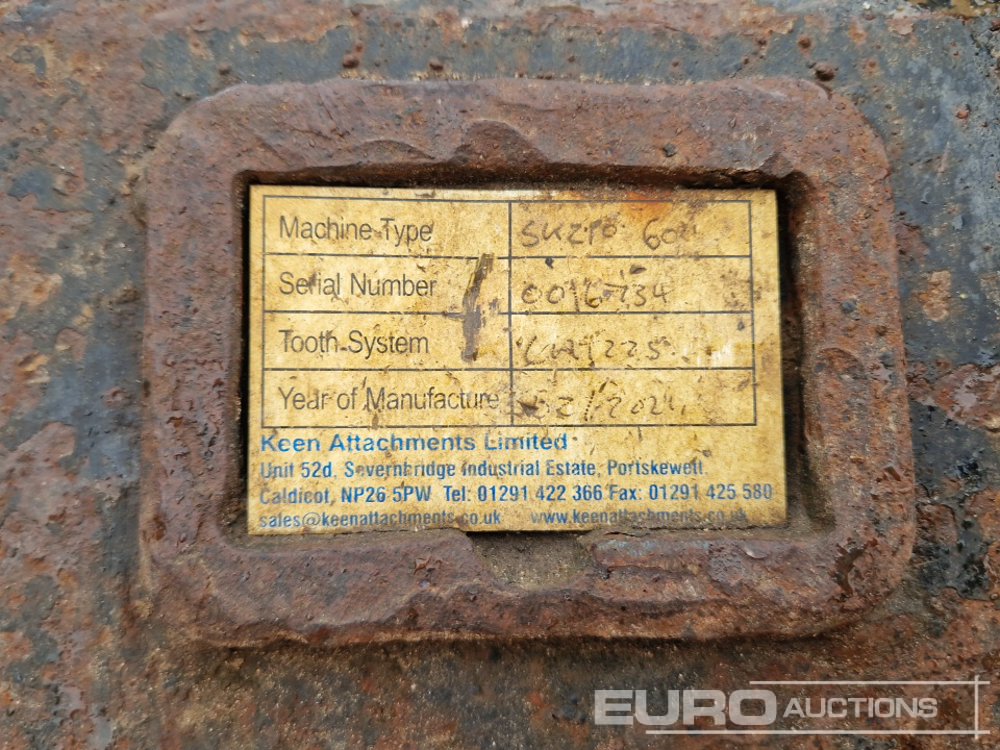 Machine Type
Serial Number
Tooth System
Year of Manufacture 02/2024
Keen Attachments Limited
Unit 52d, Severnbridge Industrial Estate, Portskewett
Caldicot, NP26 5PW Tel: 01291 422 366 Fax: 01291 425 580
sales@keenattachments.co.uk www.keenattachments.co.uk
EURO AUCTIONS